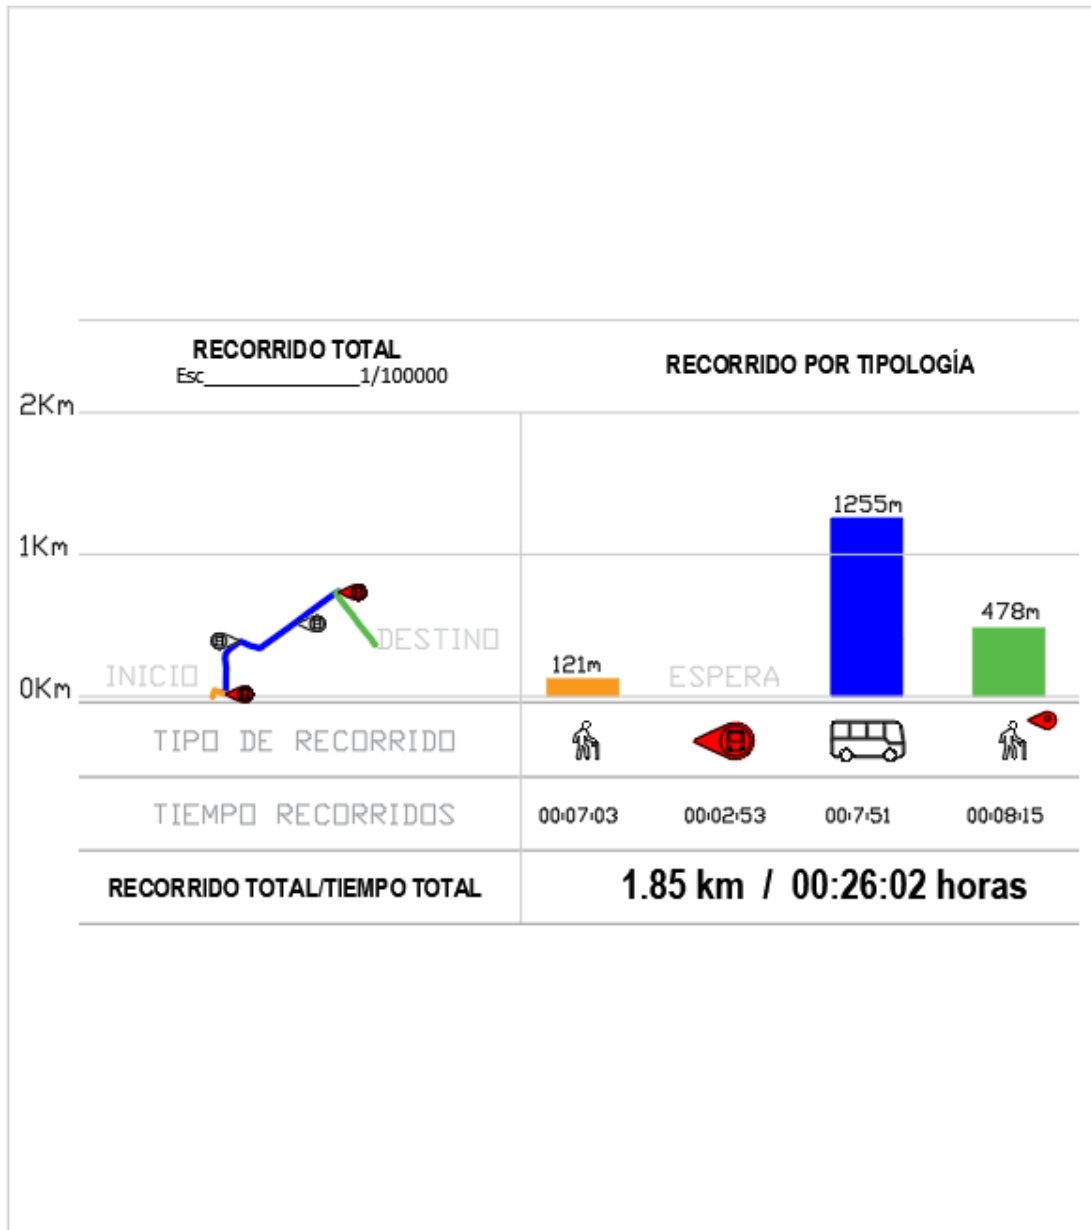 RECORRIDO TOTAL
Esc______________1/100000
RECORRIDO POR TIPOLOGÍA
2Km
1Km
0Km
INICIO
DESTINO
121m
ESPERA
1255m
478m
TIPO DE RECORRIDO
TIEMPO RECORRIDOS
00:07:03
00:02:53
00:7:51
00:08:15
RECORRIDO TOTAL/TIEMPO TOTAL
1.85 km / 00:26:02 horas